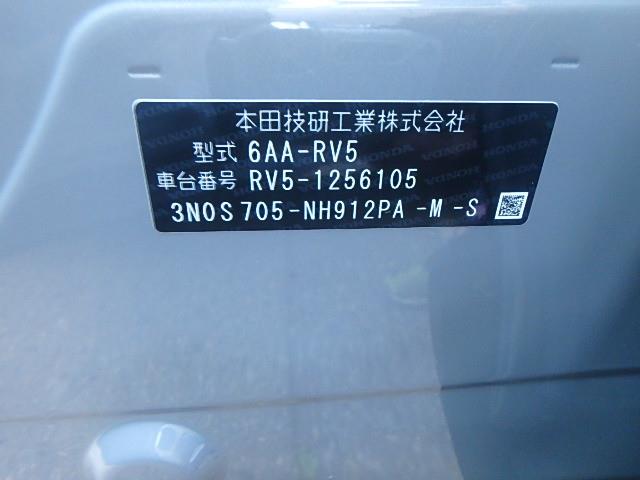 本田技研工業株式会社
型式 6AA-RV5
車台番号 RV5-1256105
3N0S705-NH912PA-M-S